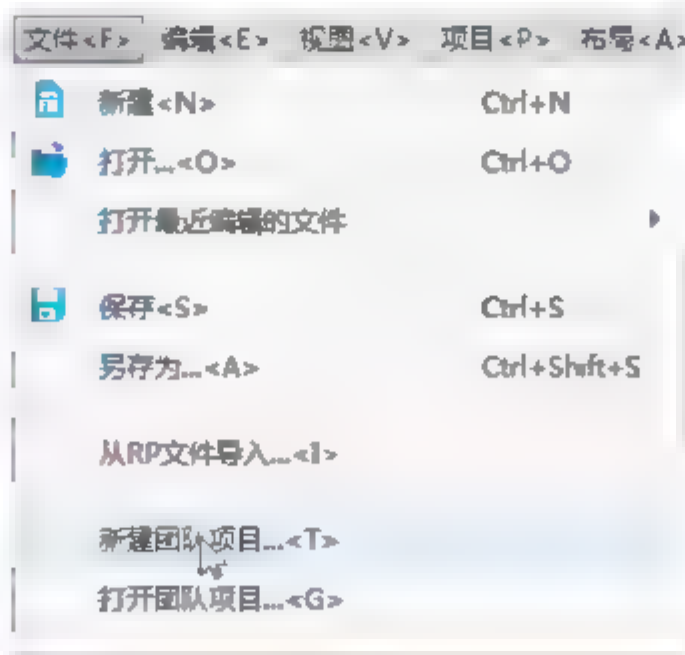 文件<F> 编辑<E> 视图<V> 项目<P> 布局<A>
新建<N> Ctrl+N
打开...<O> Ctrl+O
打开最近编辑的文件
保存<S> Ctrl+S
另存为...<A> Ctrl+Shift+S
从RP文件导入...<I>
新建团队项目...<T>
打开团队项目...<G>